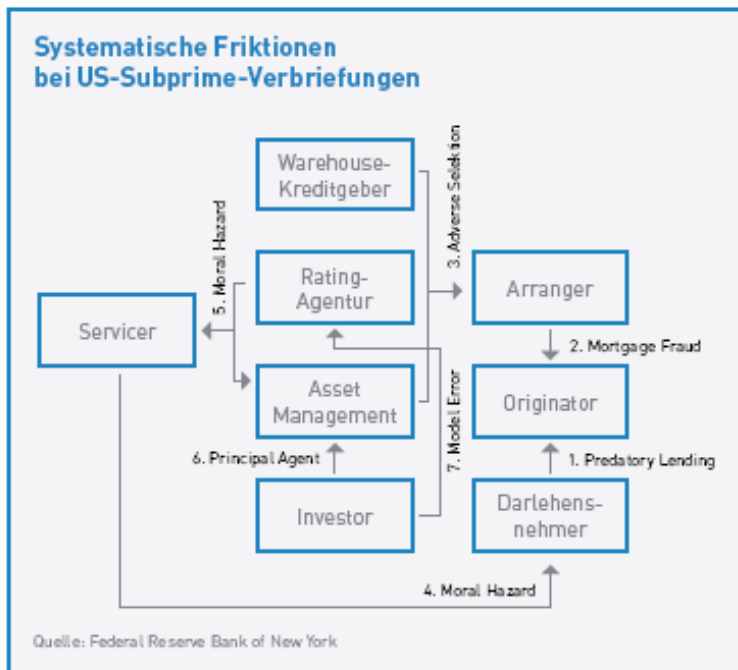 Systematische Friktionen
bei US-Subprime-Verbriefungen
Warehouse-
Kreditgeber
3. Adverse Selektion
5. Moral Hazard
Rating-
Agentur
Arranger
Servicer
2. Mortgage Fraud
Asset
Management
Originator
7. Model Error
6. Principal Agent
1. Predatory Lending
Investor
Darlehens-
nehmer
4. Moral Hazard
Quelle: Federal Reserve Bank of New York